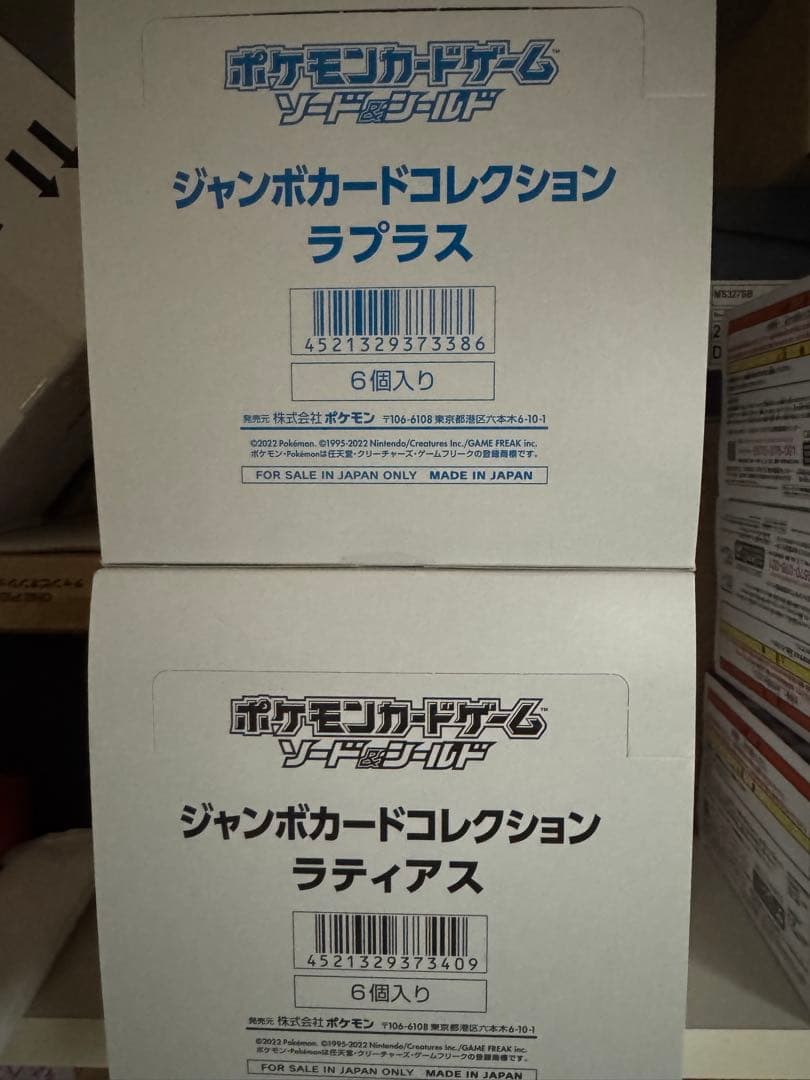 ポケモンカードゲーム™
ソード&シールド
ジャンボカードコレクション
ラプラス
4521329373386
6個入り
発売元 株式会社ポケモン 〒106-6108 東京都港区六本木6-10-1
©2022 Pokémon. ©1995-2022 Nintendo/Creatures Inc./GAME FREAK inc.
ポケモン・Pokémonは任天堂・クリーチャーズ・ゲームフリークの登録商標です。
FOR SALE IN JAPAN ONLY MADE IN JAPAN
ポケモンカードゲーム™
ソード&シールド
ジャンボカードコレクション
ラティアス
4521329373409
6個入り
発売元 株式会社ポケモン 〒106-6108 東京都港区六本木6-10-1
©2022 Pokémon. ©1995-2022 Nintendo/Creatures Inc./GAME FREAK inc.
ポケモン・Pokémonは任天堂・クリーチャーズ・ゲームフリークの登録商標です。
FOR SALE IN JAPAN ONLY MADE IN JAPAN